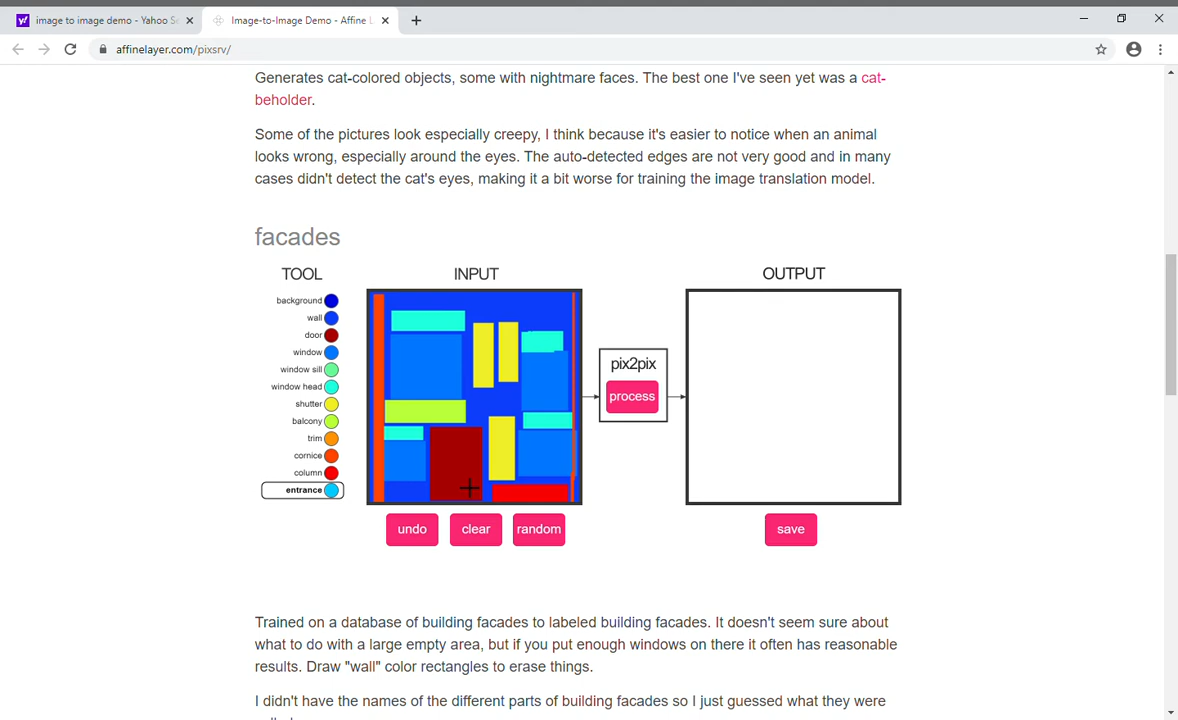 image to image demo - Yahoo S
Image-to-Image Demo - Affine L
affinelayer.com/pixsrv/
Generates cat-colored objects, some with nightmare faces. The best one I've seen yet was a cat-
beholder.
Some of the pictures look especially creepy, I think because it's easier to notice when an animal
looks wrong, especially around the eyes. The auto-detected edges are not very good and in many
cases didn't detect the cat's eyes, making it a bit worse for training the image translation model.
facades
TOOL
INPUT
OUTPUT
background
wall
door
window
window sill
window head
shutter
balcony
trim
cornice
column
entrance
pix2pix
process
undo
clear
random
save
Trained on a database of building facades to labeled building facades. It doesn't seem sure about
what to do with a large empty area, but if you put enough windows on there it often has reasonable
results. Draw "wall" color rectangles to erase things.
I didn't have the names of the different parts of building facades so I just guessed what they were